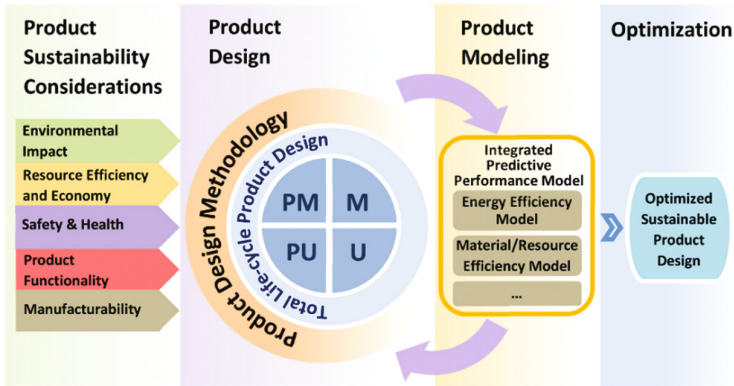 Product
Sustainability
Considerations
Environmental
Impact
Resource Efficiency
and Economy
Safety & Health
Product
Functionality
Manufacturability
Product
Design
Product Design Methodology
Total Life-cycle Product Design
PM
M
PU
U
Product
Modeling
Integrated
Predictive
Performance Model
Energy Efficiency
Model
Material/Resource
Efficiency Model
...
Optimization
Optimized
Sustainable
Product
Design